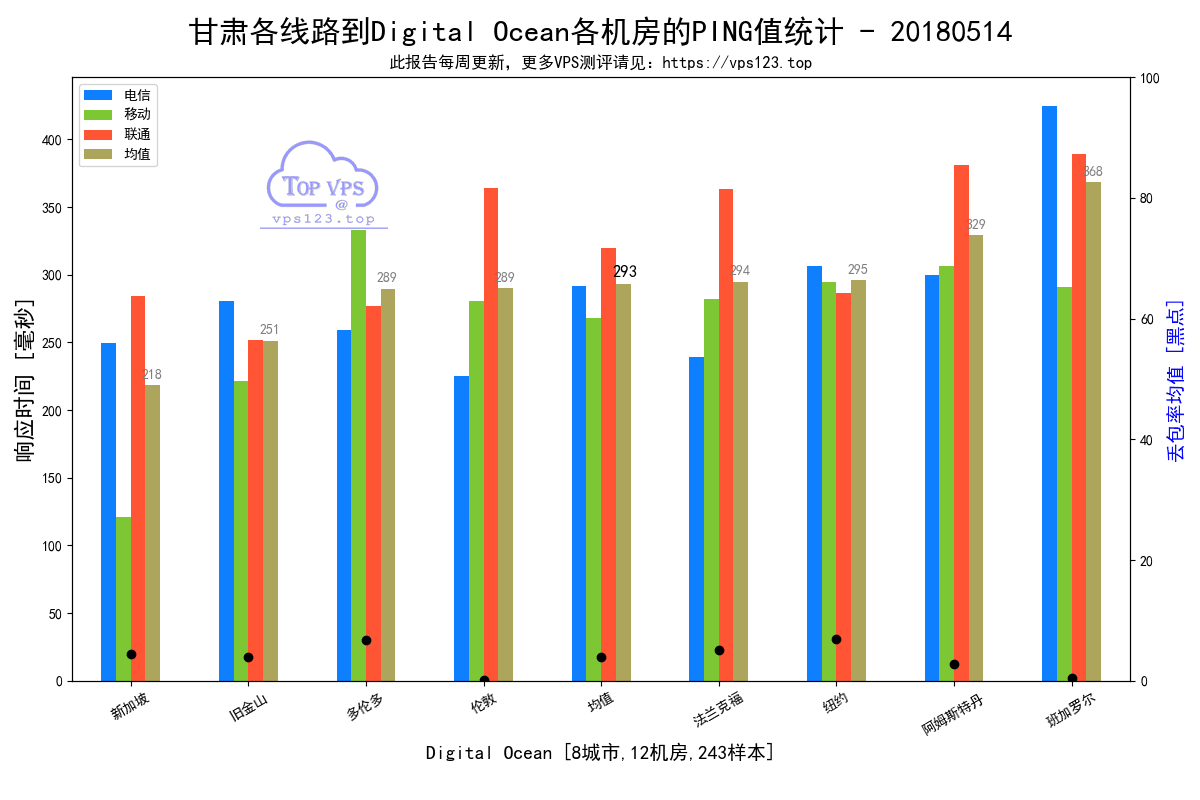 甘肃各线路到Digital Ocean各机房的PING值统计 - 20180514
此报告每周更新，更多VPS测评请见：https://vps123.top
电信
移动
联通
均值
TOP VPS
@
vps123.top
响应时间 [毫秒]
400
350
300
250
200
150
100
50
0
218
251
289
289
293
294
295
329
368
100
80
60
40
20
0
丢包率均值 [黑点]
新加坡
旧金山
多伦多
伦敦
均值
法兰克福
纽约
阿姆斯特丹
班加罗尔
Digital Ocean [8城市,12机房,243样本]